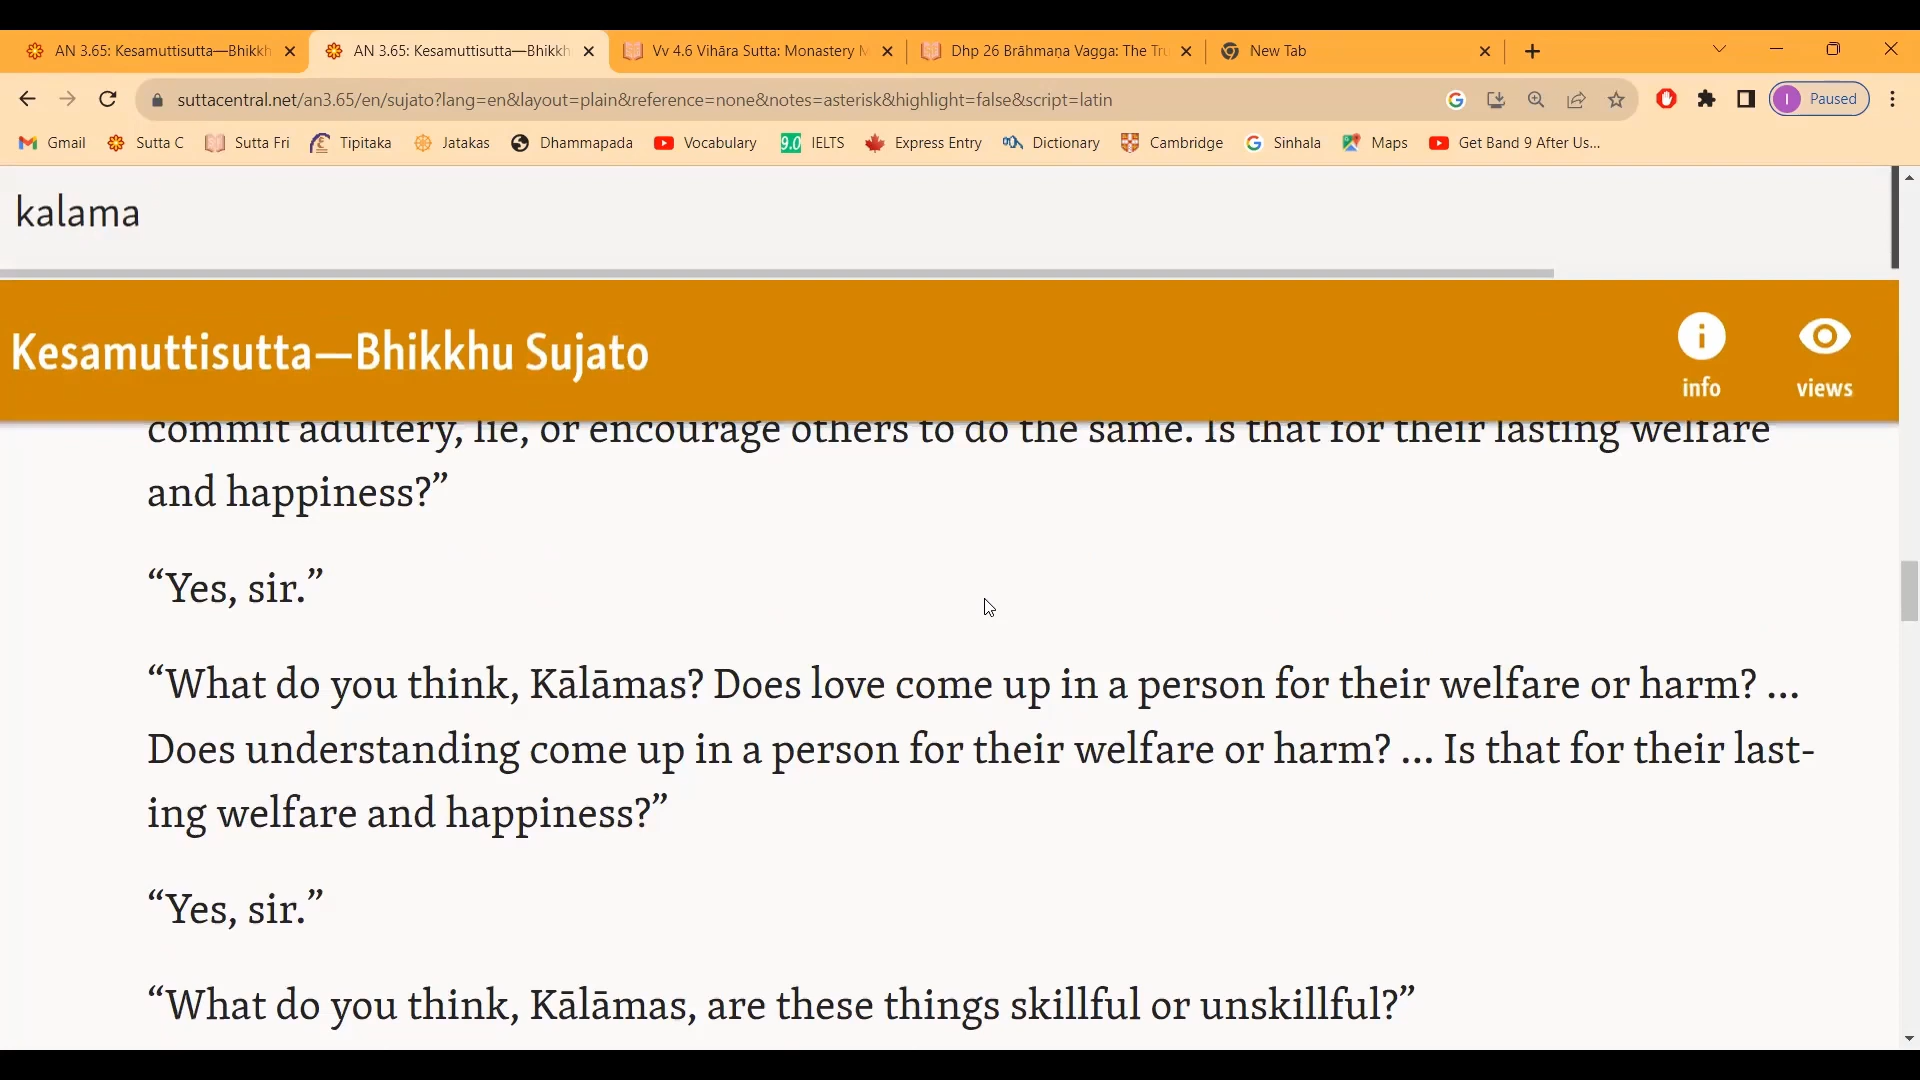 AN 3.65: Kesamuttisutta—Bhikkh
AN 3.65: Kesamuttisutta—Bhikkh
Vv 4.6 Vihāra Sutta: Monastery M
Dhp 26 Brāhmaṇa Vagga: The Tru
New Tab
suttacentral.net/an3.65/en/sujato?lang=en&layout=plain&reference=none&notes=asterisk&highlight=false&script=latin
I Paused
Gmail
Sutta C
Sutta Fri
Tipitaka
Jatakas
Dhammapada
Vocabulary
9.0 IELTS
Express Entry
Dictionary
Cambridge
Sinhala
Maps
Get Band 9 After Us...
kalama
Kesamuttisutta—Bhikkhu Sujato
info
views
commit adultery, lie, or encourage others to do the same. Is that for their lasting welfare
and happiness?”
“Yes, sir.”
“What do you think, Kālāmas? Does love come up in a person for their welfare or harm? …
Does understanding come up in a person for their welfare or harm? … Is that for their last-
ing welfare and happiness?”
“Yes, sir.”
“What do you think, Kālāmas, are these things skillful or unskillful?”